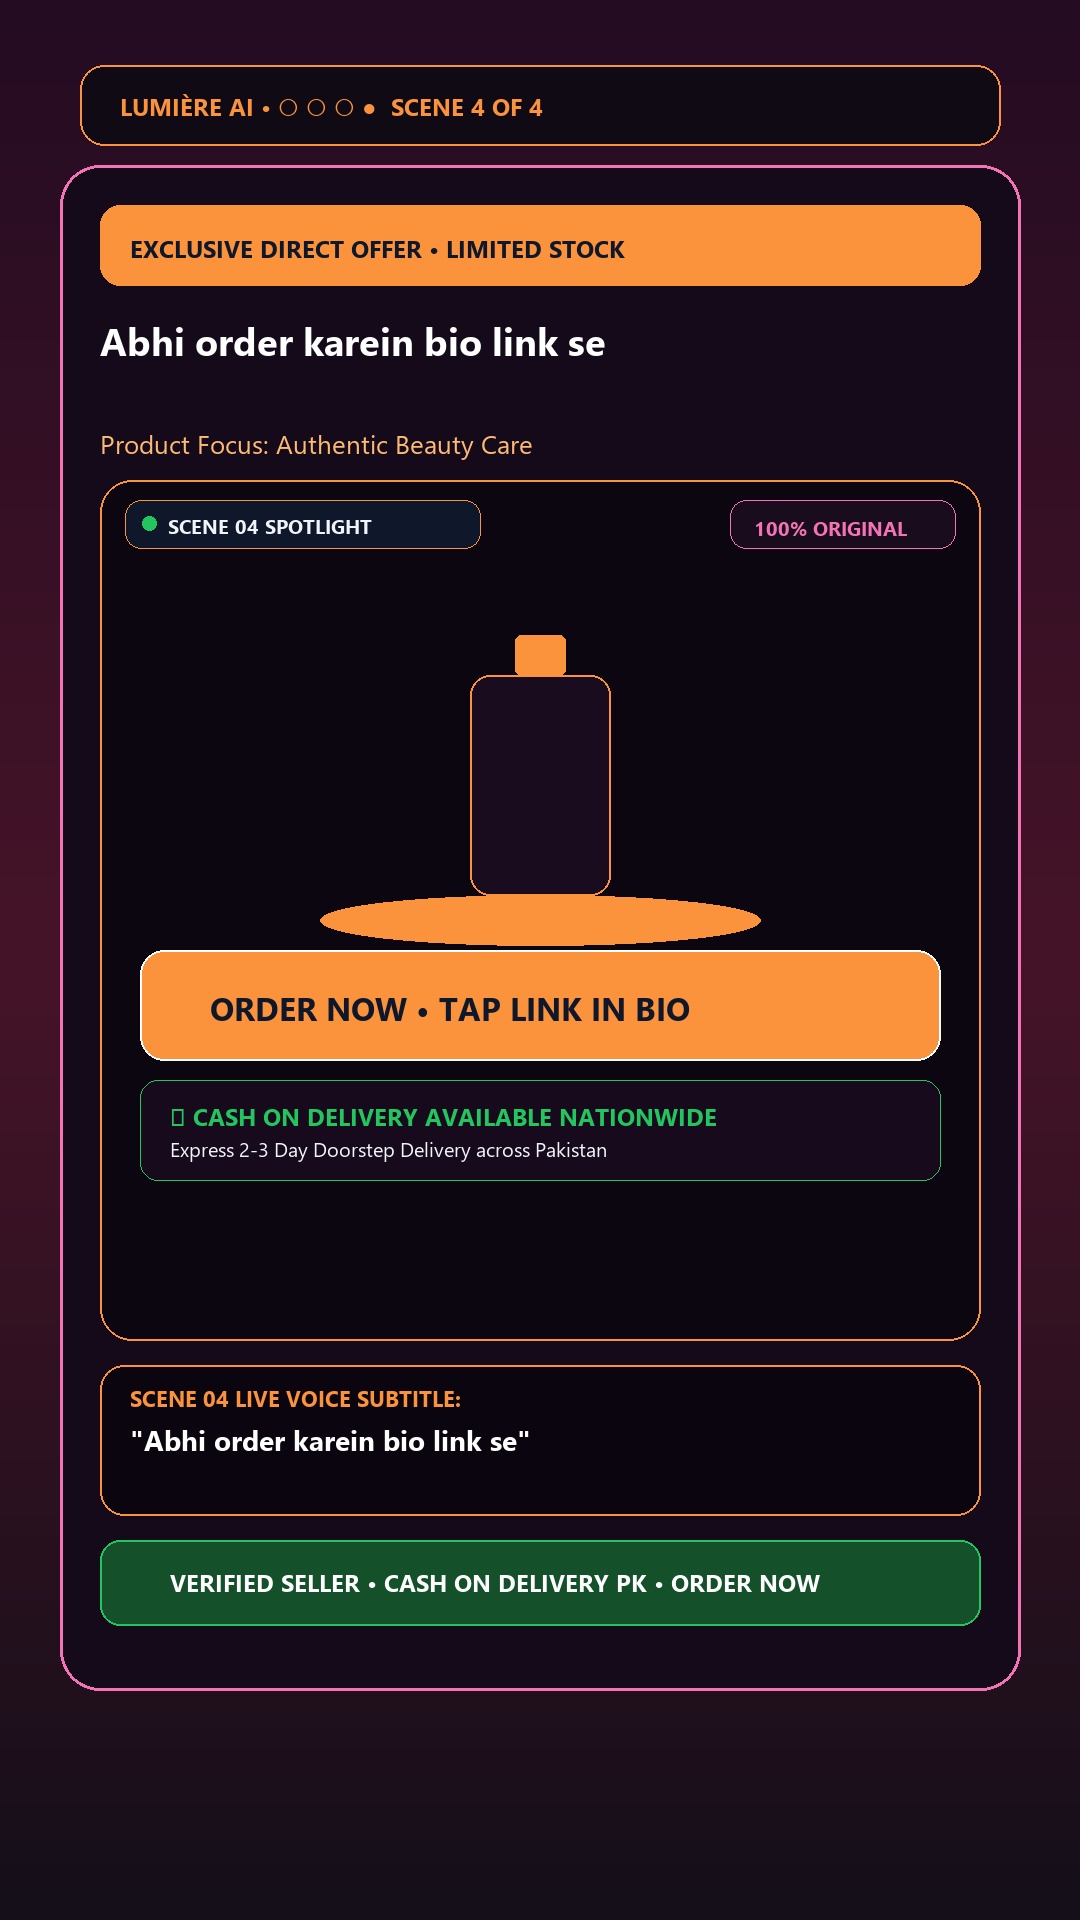 LUMIÈRE AI • ○ ○ ○ ● SCENE 4 OF 4
EXCLUSIVE DIRECT OFFER • LIMITED STOCK
Abhi order karein bio link se
Product Focus: Authentic Beauty Care
SCENE 04 SPOTLIGHT
100% ORIGINAL
ORDER NOW • TAP LINK IN BIO
CASH ON DELIVERY AVAILABLE NATIONWIDE
Express 2-3 Day Doorstep Delivery across Pakistan
SCENE 04 LIVE VOICE SUBTITLE:
"Abhi order karein bio link se"
VERIFIED SELLER • CASH ON DELIVERY PK • ORDER NOW